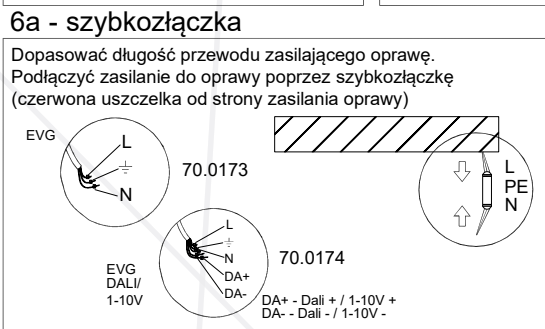 6a - szybkozłączka
Dopasować długość przewodu zasilającego oprawę.
Podłączyć zasilanie do oprawy poprzez szybkozłączkę
(czerwona uszczelka od strony zasilania oprawy)
EVG
L
N
70.0173
L
PE
N
EVG
DALI/
1-10V
L
N
DA+
DA-
70.0174
DA+ - Dali + / 1-10V +
DA- - Dali - / 1-10V -